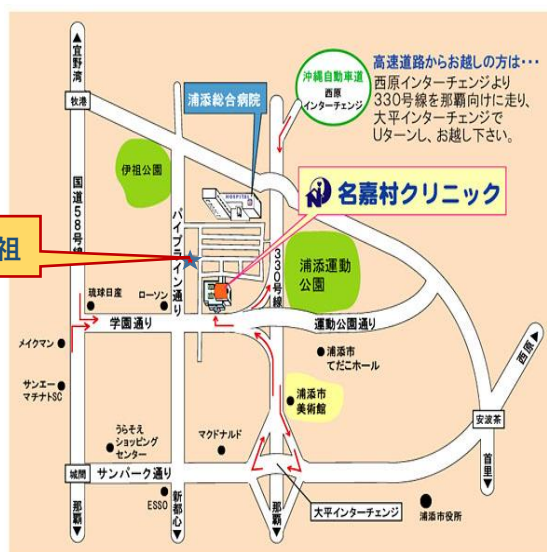 ▲宜野湾
牧港
国道58号線
伊祖公園
浦添総合病院
HOSPITAL
沖縄自動車道
西原
インターチェンジ
高速道路からお越しの方は・・・
西原インターチェンジより
330号線を那覇向けに走り、
大平インターチェンジで
Uターンし、お越し下さい。
名嘉村クリニック
祖
パイプライン通り
330号線
浦添運動
公園
琉球日産
ローソン
学園通り
運動公園通り
メイクマン
サンエー
マチナトSC
浦添市
てだこホール
西原▲
浦添市
美術館
うらそえ
ショッピング
センター
マクドナルド
安波茶
首里▼
城間
サンパーク通り
ESSO
大平インターチェンジ
浦添市役所
那覇▼
新都心▼
那覇▼